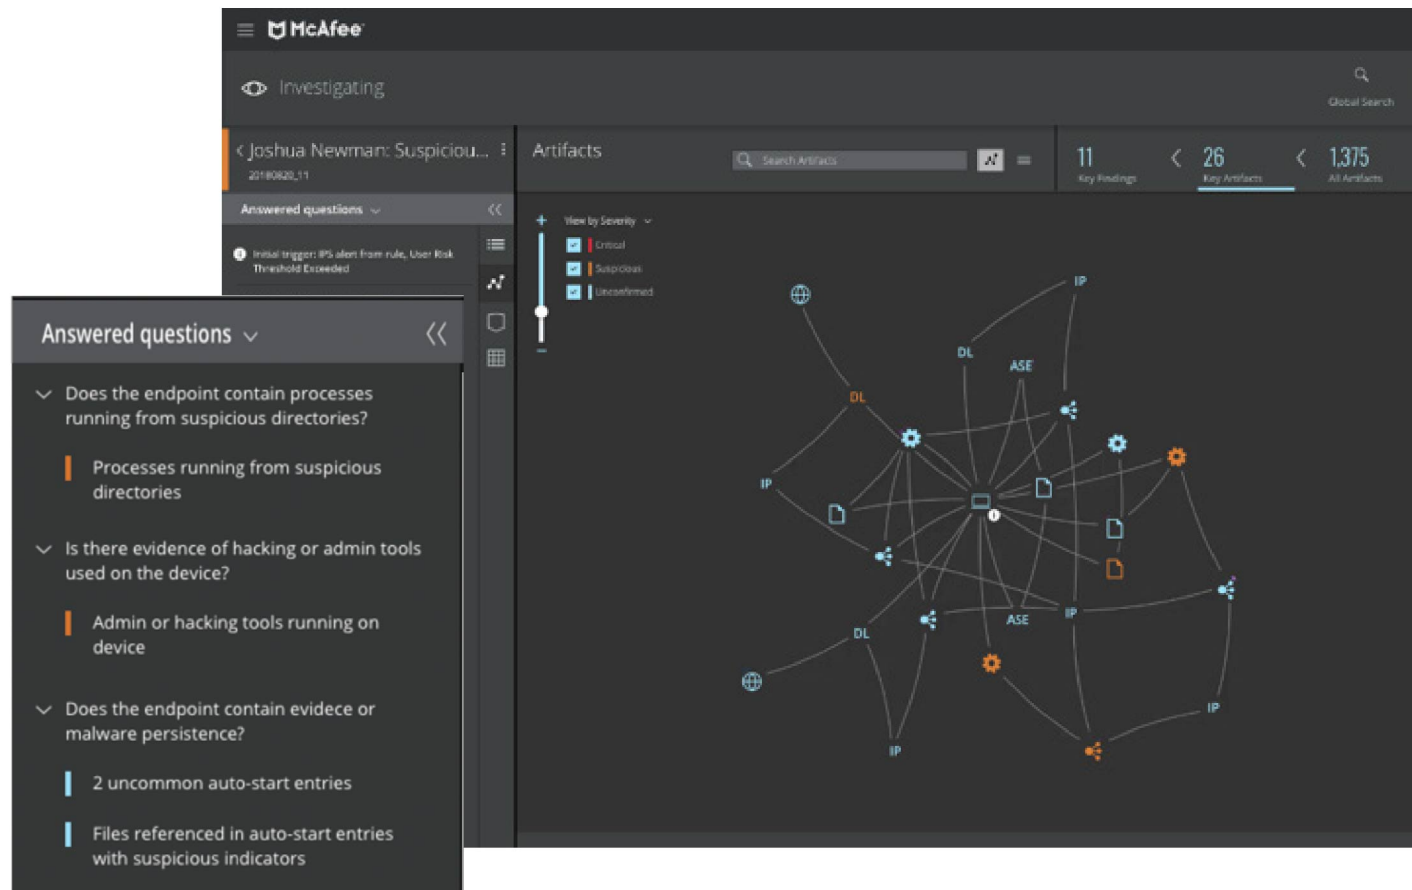 McAfee
Investigating
Global Search
Joshua Newman: Suspiciou...
20180820_11
Artifacts
Search Artifacts
11
Key Findings
26
Key Artifacts
1,375
All Artifacts
Answered questions
Initial trigger: IPS alert from rule, User Risk
Threshold Exceeded
View by Severity
Critical
Suspicious
Unconfirmed
Answered questions
Does the endpoint contain processes
running from suspicious directories?
Processes running from suspicious
directories
Is there evidence of hacking or admin tools
used on the device?
Admin or hacking tools running on
device
Does the endpoint contain evidece or
malware persistence?
2 uncommon auto-start entries
Files referenced in auto-start entries
with suspicious indicators
IP
DL
ASE
DL
IP
IP
ASE
DL
IP
IP